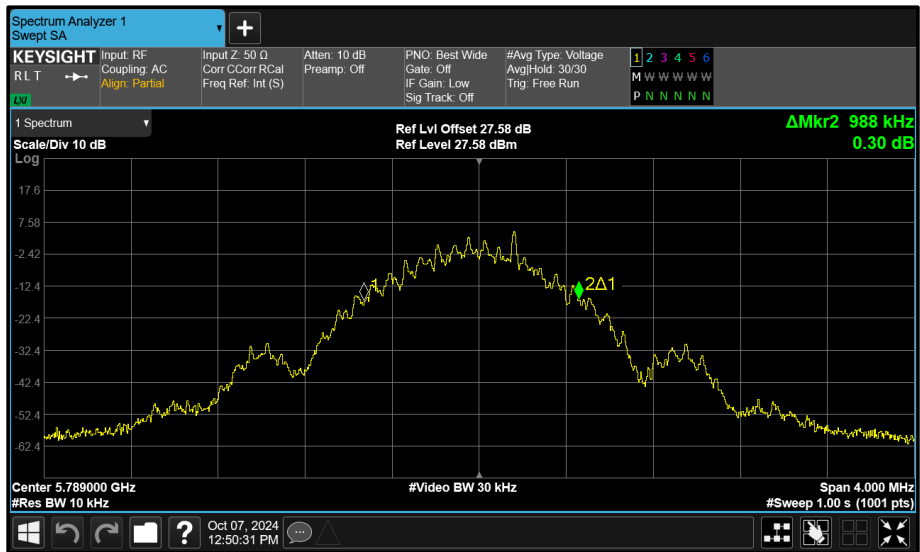 Spectrum Analyzer 1
Swept SA
KEYSIGHT
RLT
LXI
Input: RF
Coupling: AC
Align: Partial
Input Z: 50 Ω
Corr CCorr RCal
Freq Ref: Int (S)
Atten: 10 dB
Preamp: Off
PNO: Best Wide
Gate: Off
IF Gain: Low
Sig Track: Off
#Avg Type: Voltage
Avg|Hold: 30/30
Trig: Free Run
1 2 3 4 5 6
M W W W W W
P N N N N N
1 Spectrum
Scale/Div 10 dB
Log
Ref Lvl Offset 27.58 dB
Ref Level 27.58 dBm
ΔMkr2 988 kHz
0.30 dB
17.6
7.58
-2.42
-12.4
-22.4
-32.4
-42.4
-52.4
-62.4
1
2Δ1
Center 5.789000 GHz
#Res BW 10 kHz
#Video BW 30 kHz
Span 4.000 MHz
#Sweep 1.00 s (1001 pts)
?
Oct 07, 2024
12:50:31 PM